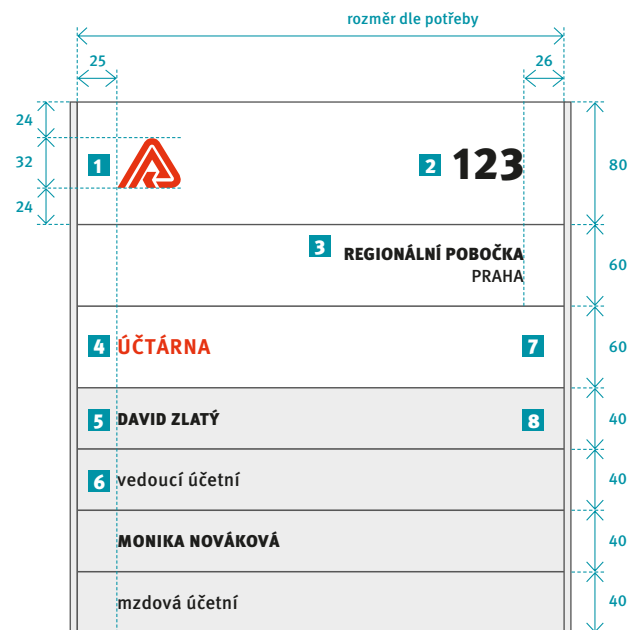 rozměr dle potřeby
25
26
24
32
24
1
2 123
80
3 REGIONÁLNÍ POBOČKA
PRAHA
60
4 ÚČTÁRNA
7
60
5 DAVID ZLATÝ
8
40
6 vedoucí účetní
40
MONIKA NOVÁKOVÁ
40
mzdová účetní
40